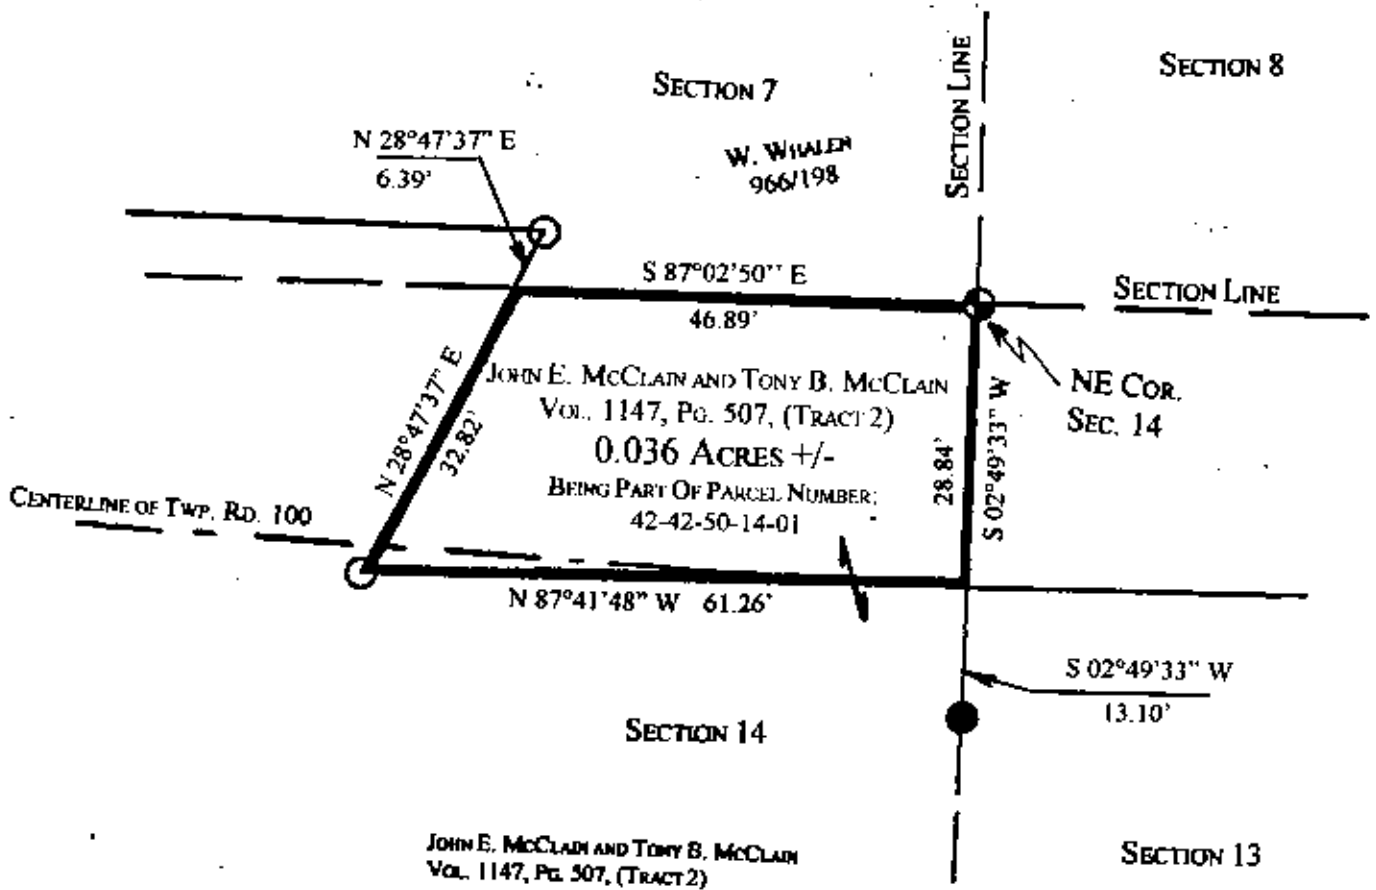 SECTION 7
SECTION LINE
SECTION 8
N 28°47'37" E
6.39'
W. WHALEN
966/198
S 87°02'50" E
46.89'
SECTION LINE
NE COR.
SEC. 14
N 28°47'37" E
32.82'
JOHN E. MCCLAIN AND TONY B. MCCLAIN
VOL. 1147, PG. 507, (TRACT 2)
0.036 ACRES +/-
BEING PART OF PARCEL NUMBER:
42-42-50-14-01
28.84'
S 02°49'33" W
CENTERLINE OF TWP. RD. 100
N 87°41'48" W 61.26'
S 02°49'33" W
13.10'
SECTION 14
JOHN E. MCCLAIN AND TONY B. MCCLAIN
VOL. 1147, PG. 507, (TRACT 2)
SECTION 13